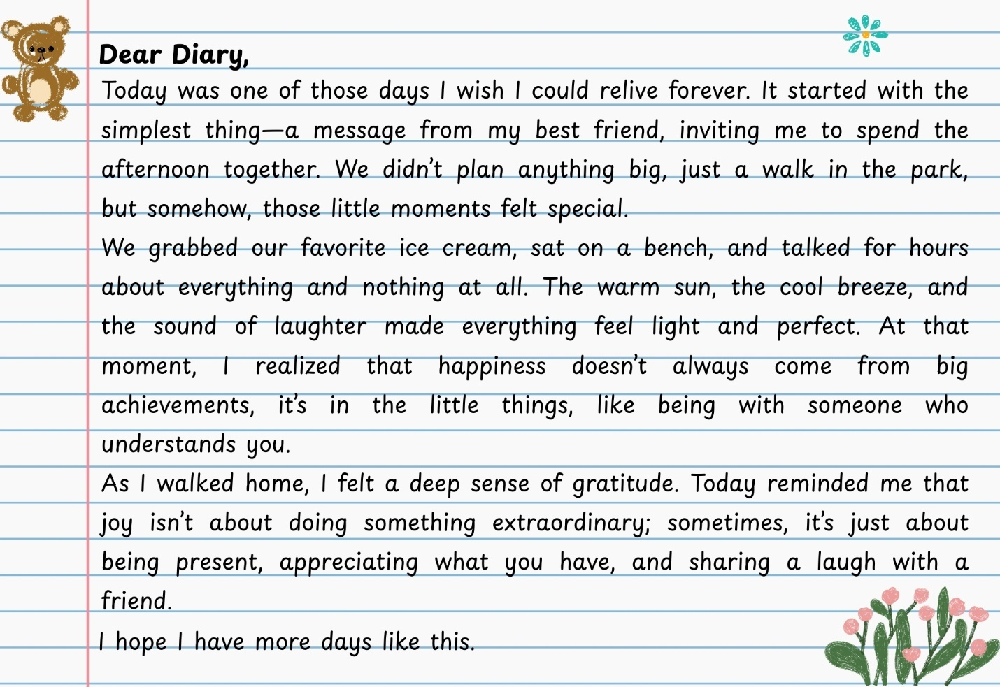 Dear Diary,
Today was one of those days I wish I could relive forever. It started with the
simplest thing—a message from my best friend, inviting me to spend the
afternoon together. We didn’t plan anything big, just a walk in the park,
but somehow, those little moments felt special.
We grabbed our favorite ice cream, sat on a bench, and talked for hours
about everything and nothing at all. The warm sun, the cool breeze, and
the sound of laughter made everything feel light and perfect. At that
moment, I realized that happiness doesn’t always come from big
achievements, it’s in the little things, like being with someone who
understands you.
As I walked home, I felt a deep sense of gratitude. Today reminded me that
joy isn’t about doing something extraordinary; sometimes, it’s just about
being present, appreciating what you have, and sharing a laugh with a
friend.
I hope I have more days like this.